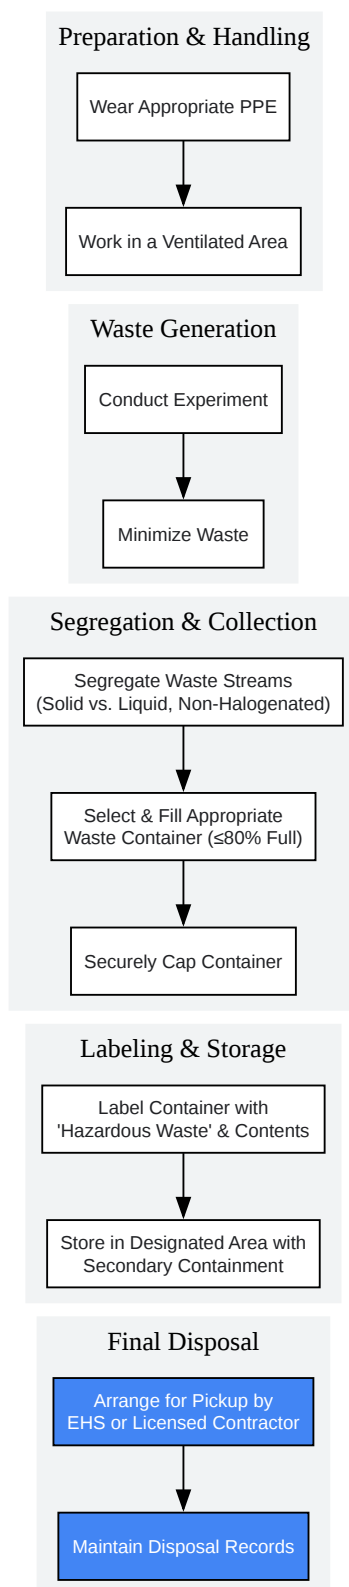 Preparation & Handling
Wear Appropriate PPE
Work in a Ventilated Area
Waste Generation
Conduct Experiment
Minimize Waste
Segregation & Collection
Segregate Waste Streams
(Solid vs. Liquid, Non-Halogenated)
Select & Fill Appropriate
Waste Container (≤80% Full)
Securely Cap Container
Labeling & Storage
Label Container with
'Hazardous Waste' & Contents
Store in Designated Area with
Secondary Containment
Final Disposal
Arrange for Pickup by
EHS or Licensed Contractor
Maintain Disposal Records